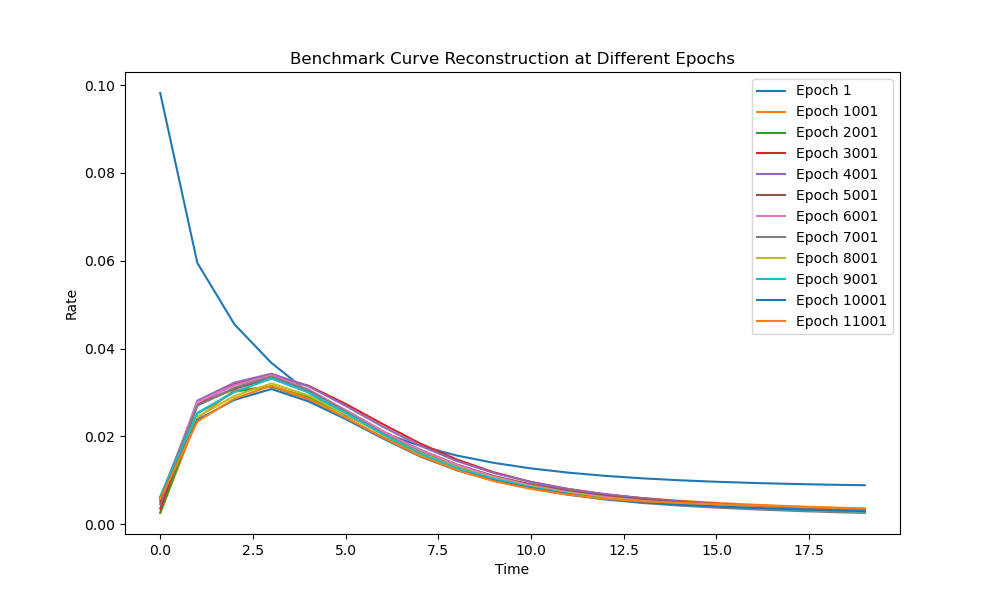 Benchmark Curve Reconstruction at Different Epochs
0.10
0.08
0.06
0.04
0.02
0.00
Rate
0.0 2.5 5.0 7.5 10.0 12.5 15.0 17.5
Time
Epoch 1
Epoch 1001
Epoch 2001
Epoch 3001
Epoch 4001
Epoch 5001
Epoch 6001
Epoch 7001
Epoch 8001
Epoch 9001
Epoch 10001
Epoch 11001